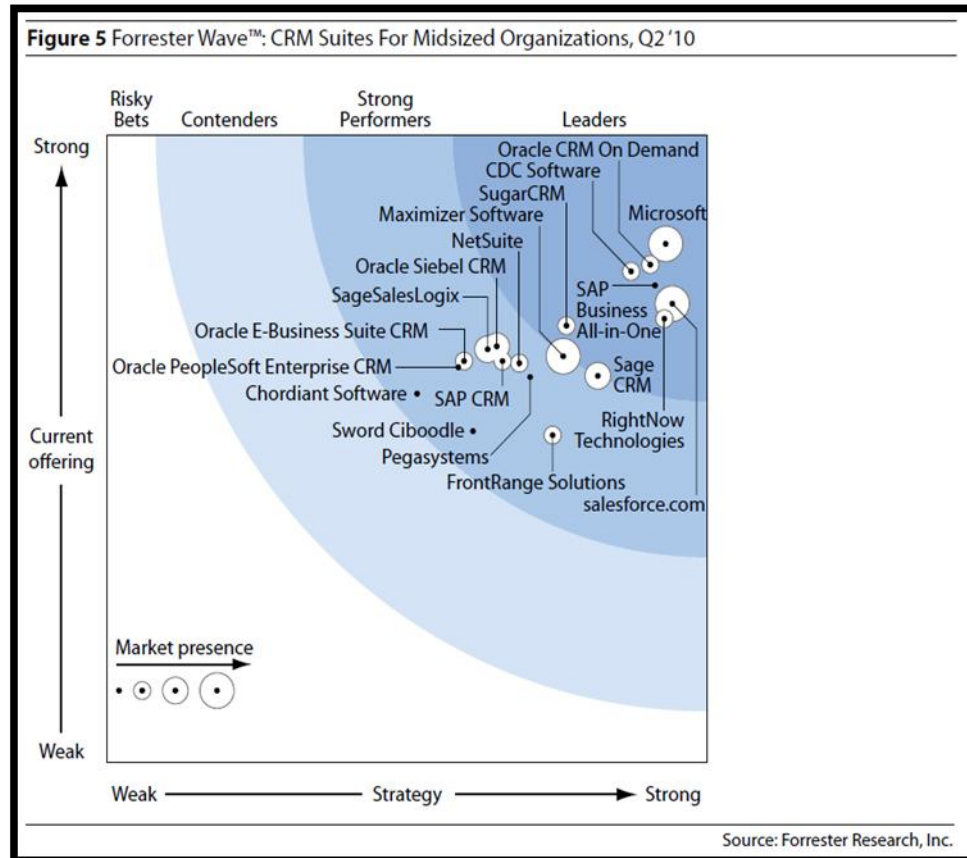 Figure 5 Forrester Wave™: CRM Suites For Midsized Organizations, Q2 ‘10
Risky
Bets
Contenders
Strong
Performers
Leaders
Strong
Oracle CRM On Demand
CDC Software
SugarCRM
Maximizer Software
Microsoft
NetSuite
Oracle Siebel CRM
SageSalesLogix
SAP
Business
All-in-One
Oracle E-Business Suite CRM
Oracle PeopleSoft Enterprise CRM
Sage
CRM
Chordiant Software
SAP CRM
RightNow
Technologies
Sword Ciboodle
Pegasystems
FrontRange Solutions
salesforce.com
Current
offering
Market presence
Weak
Weak
Strategy
Strong
Source: Forrester Research, Inc.